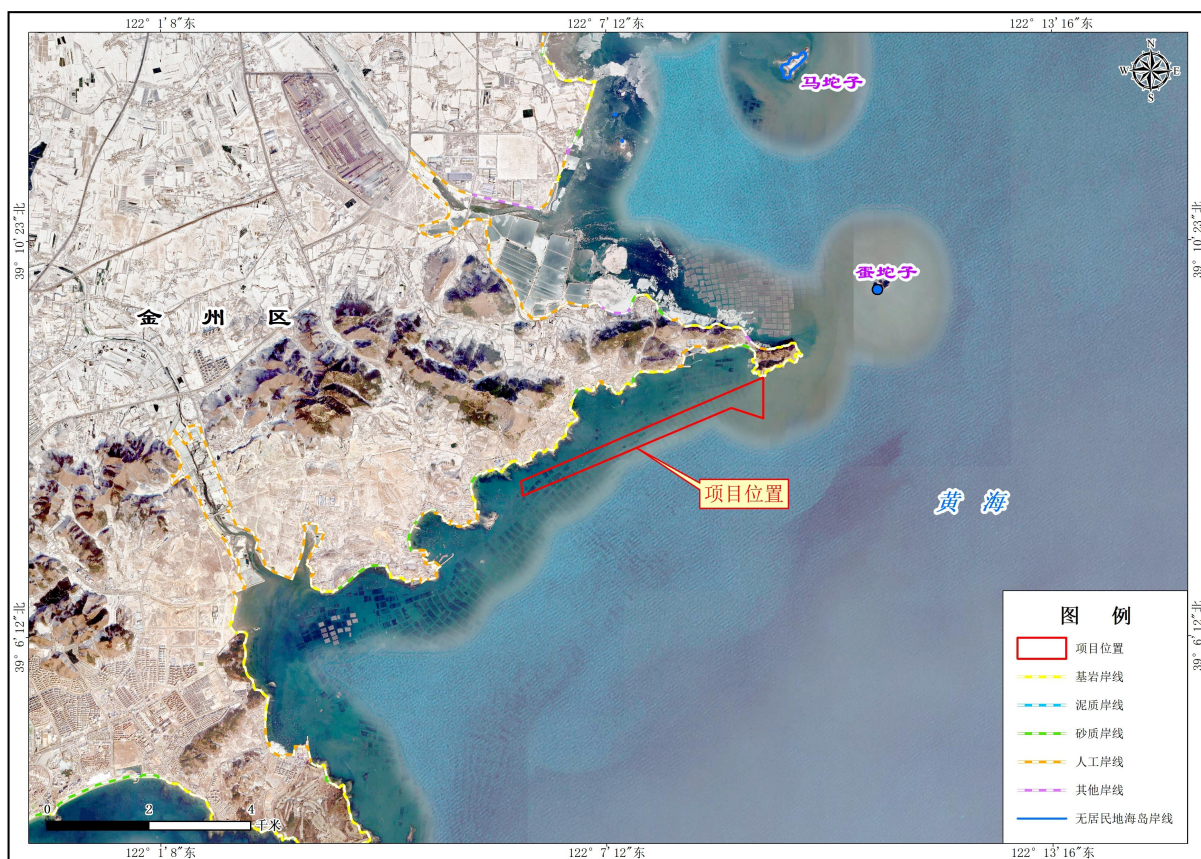 122° 1′8″东
122° 7′12″东
122° 13′16″东
N
W
E
S
马坨子
39° 10′23″北
39° 10′23″北
蛋坨子
金州区
项目位置
黄海
39° 6′12″北
39° 6′12″北
图 例
项目位置
基岩岸线
泥质岸线
砂质岸线
人工岸线
其他岸线
无居民地海岛岸线
0 2 4
千米
122° 1′8″东
122° 7′12″东
122° 13′16″东